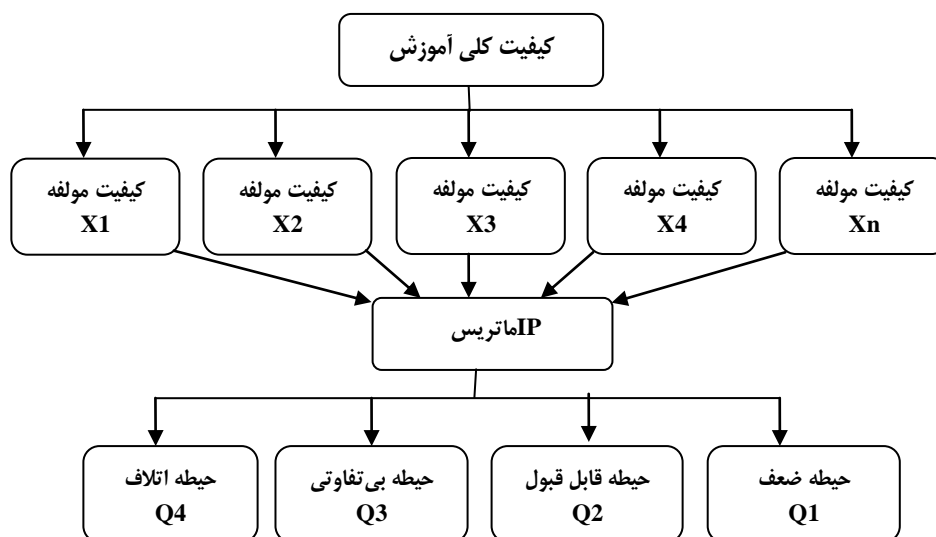 کیفیت کلی آموزش
کیفیت مولفه
X1
کیفیت مولفه
X2
کیفیت مولفه
X3
کیفیت مولفه
X4
کیفیت مولفه
Xn
ماتریسIP
حیطه ضعف
Q1
حیطه قابل قبول
Q2
حیطه بی‌تفاوتی
Q3
حیطه اتلاف
Q4